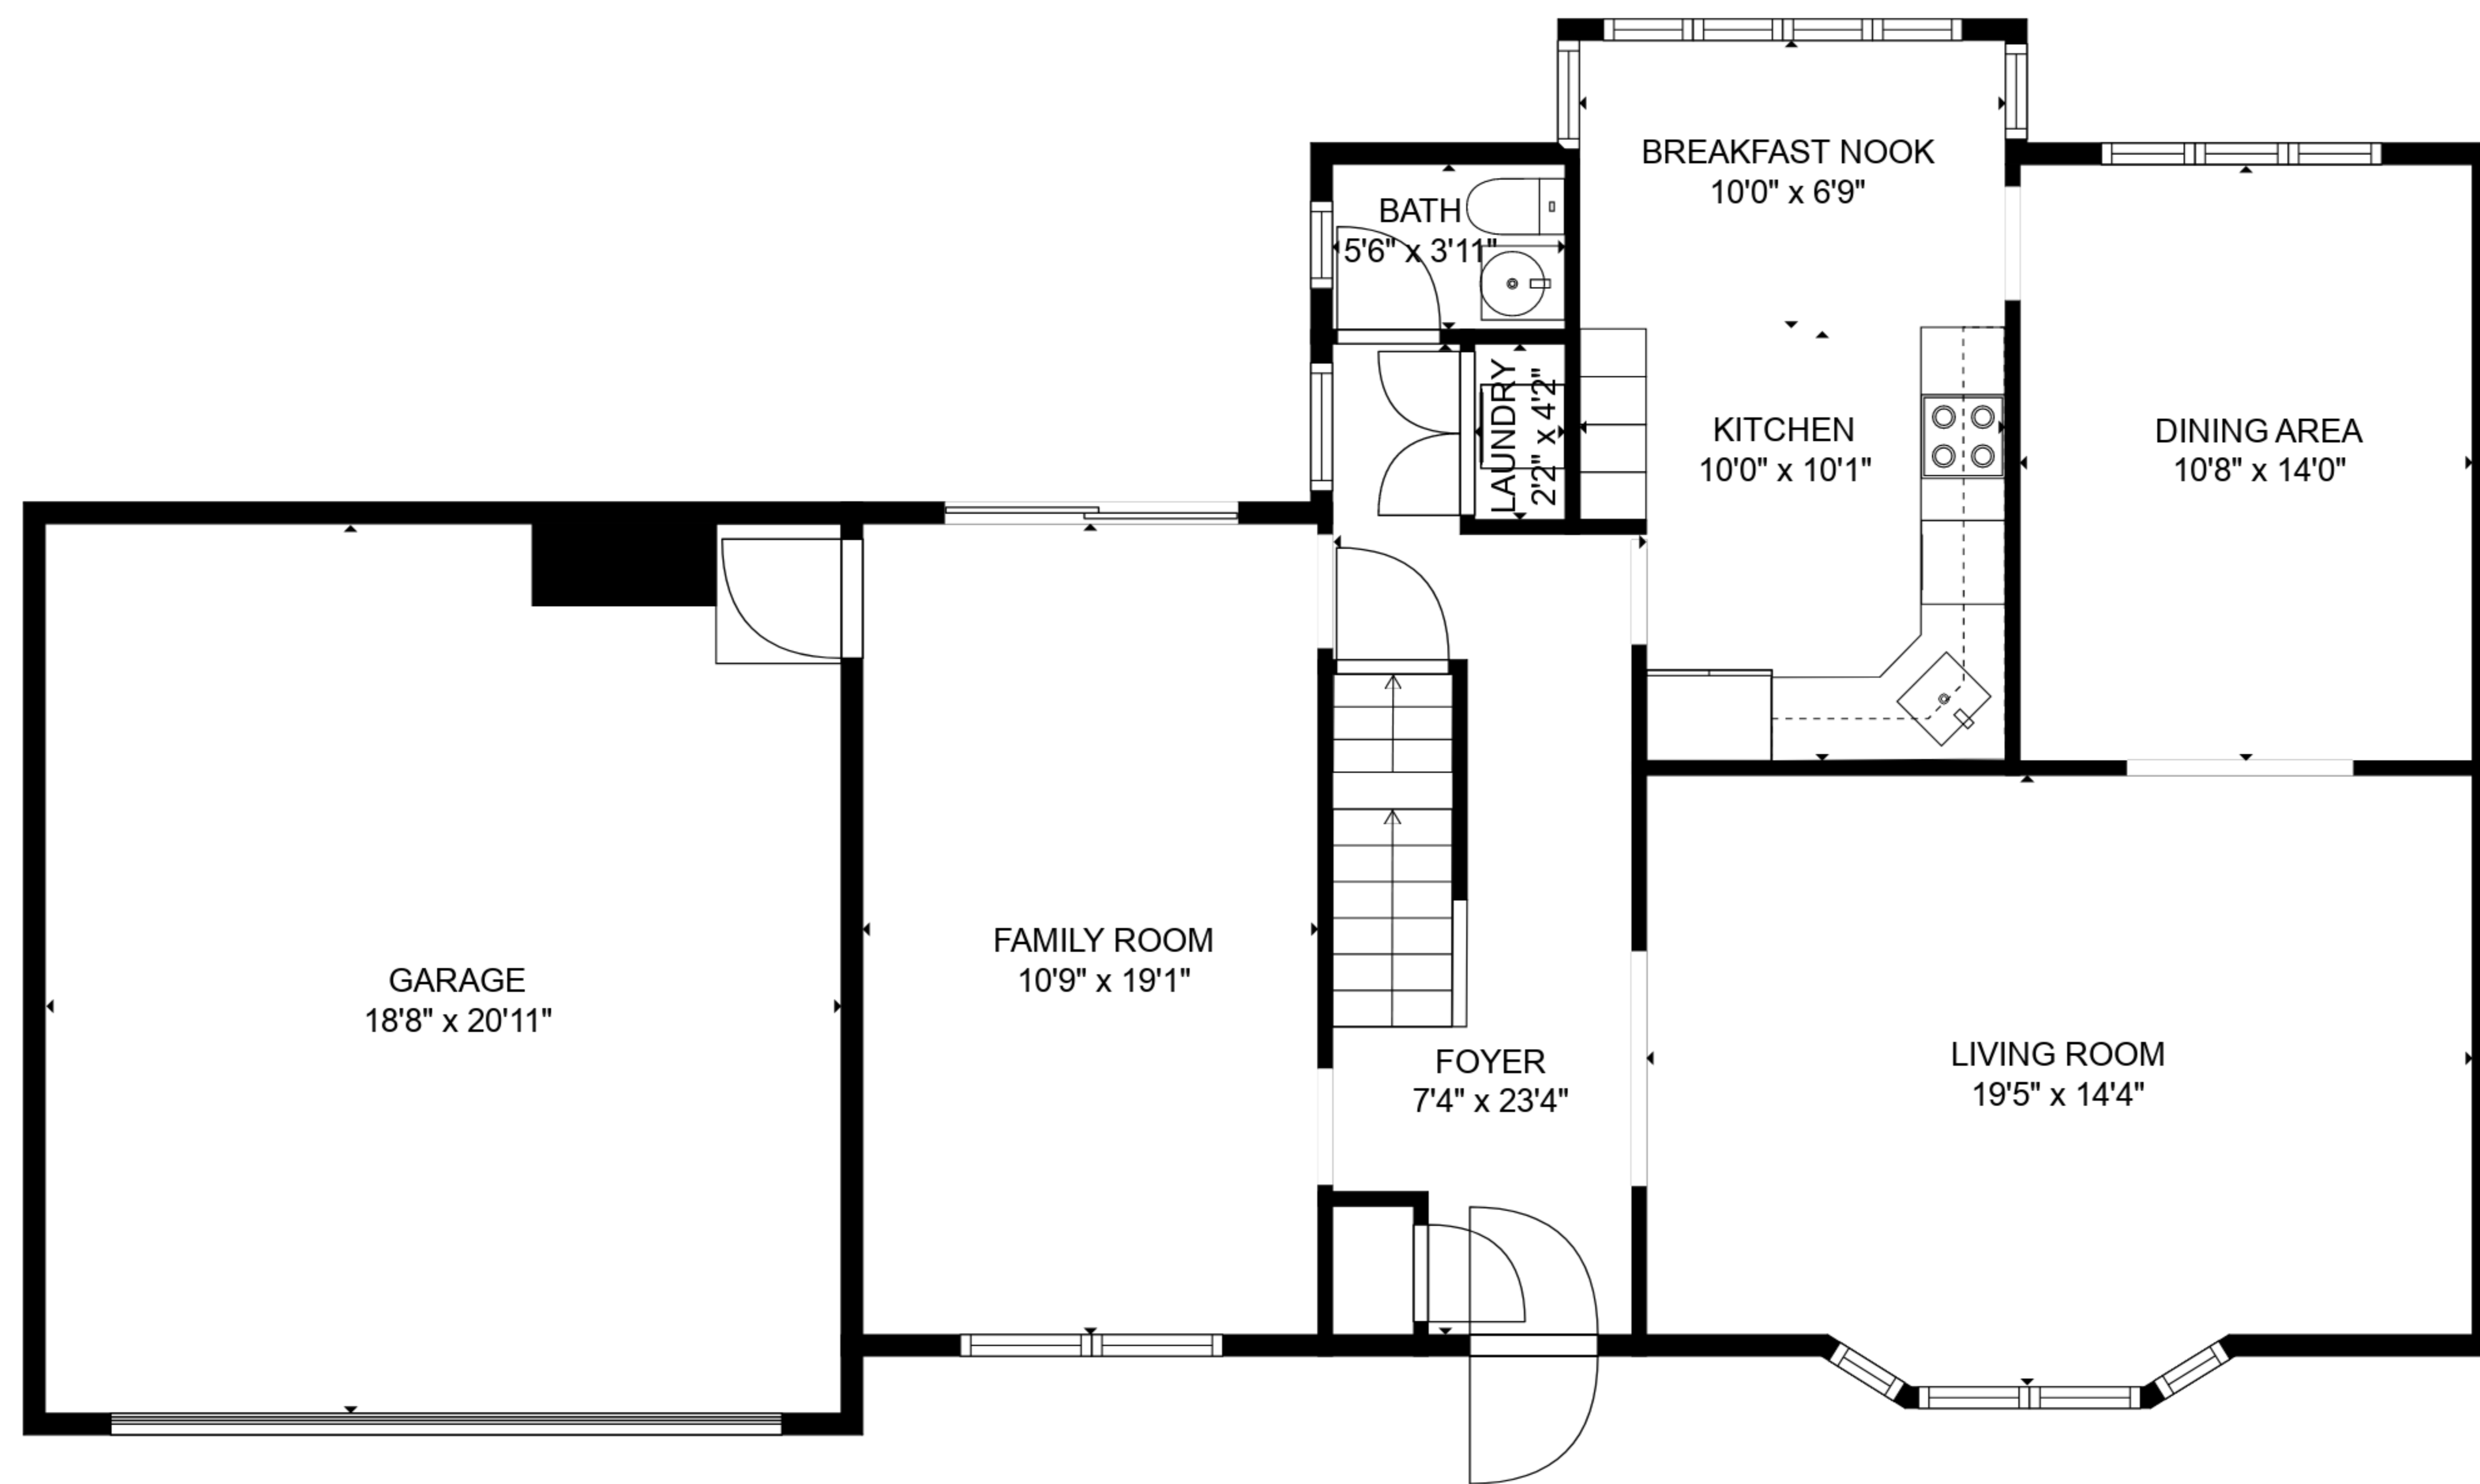 BREAKFAST NOOK
10'0" x 6'9"
BATH
5'6" x 3'11"
LAUNDRY
2'2" x 4'2"
KITCHEN
10'0" x 10'1"
DINING AREA
10'8" x 14'0"
FAMILY ROOM
10'9" x 19'1"
GARAGE
18'8" x 20'11"
FOYER
7'4" x 23'4"
LIVING ROOM
19'5" x 14'4"